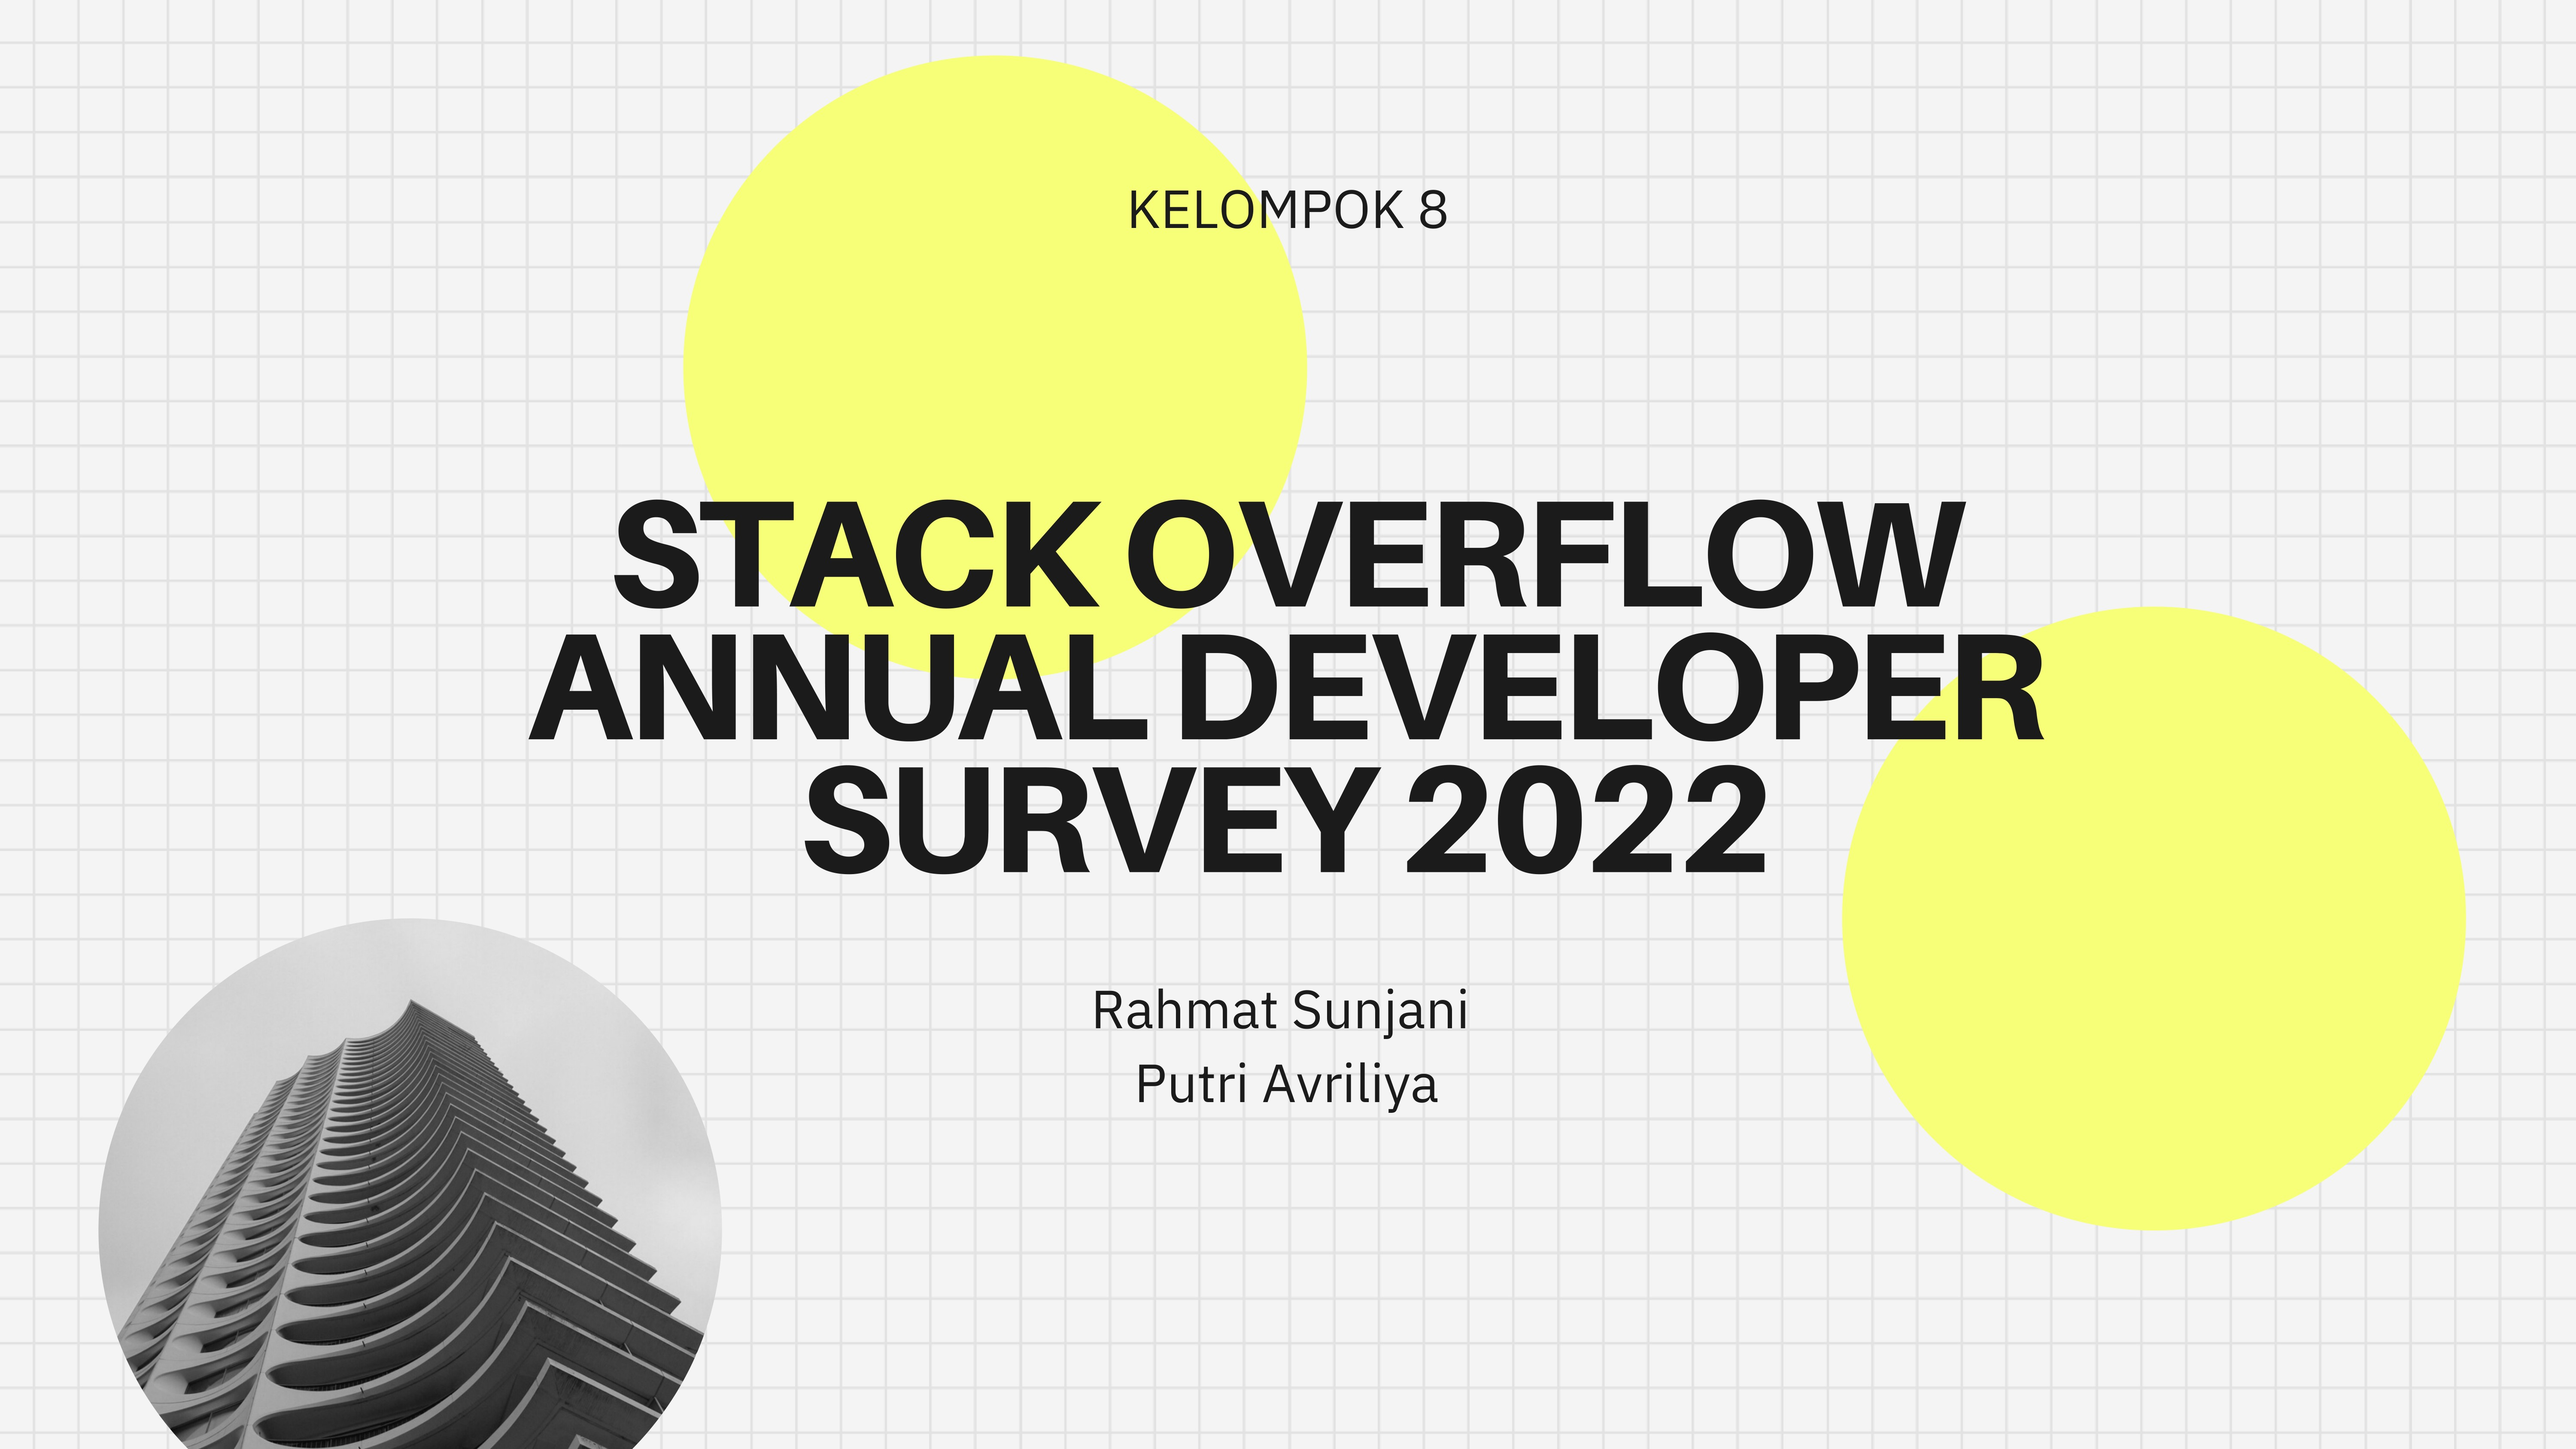 KELOMPOK 8
STACK OVERFLOW
ANNUAL DEVELOPER
SURVEY 2022
Rahmat Sunjani
Putri Avriliya